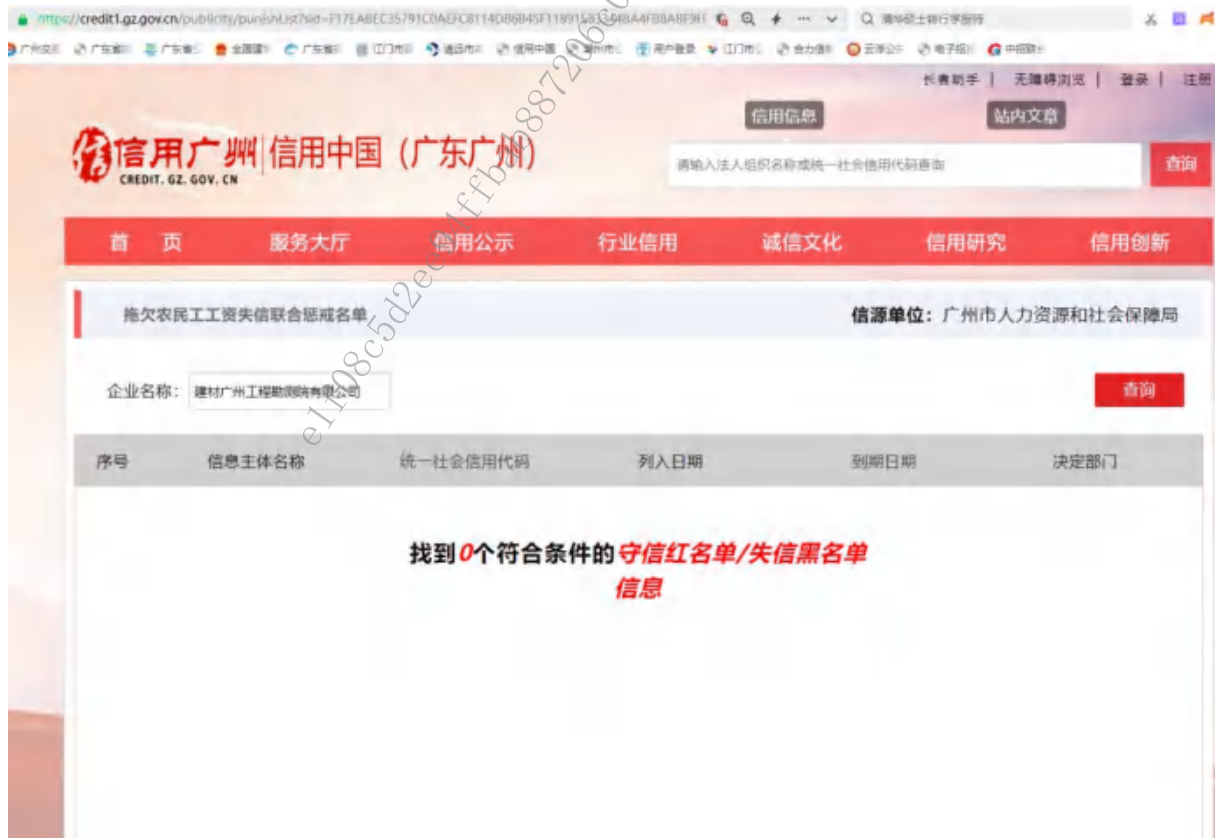 长者助手 | 无障碍浏览 | 登录 | 注册
信用信息 站内文章
信用广州 信用中国（广东广州）
CREDIT. GZ. GOV. CN
请输入法人组织名称或统一社会信用代码查询 查询
首 页 服务大厅 信用公示 行业信用 诚信文化 信用研究 信用创新
拖欠农民工工资失信联合惩戒名单 信源单位：广州市人力资源和社会保障局
企业名称： 建材广州工程勘测院有限公司 查询
序号 信息主体名称 统一社会信用代码 列入日期 到期日期 决定部门
找到0个符合条件的守信红名单/失信黑名单
信息